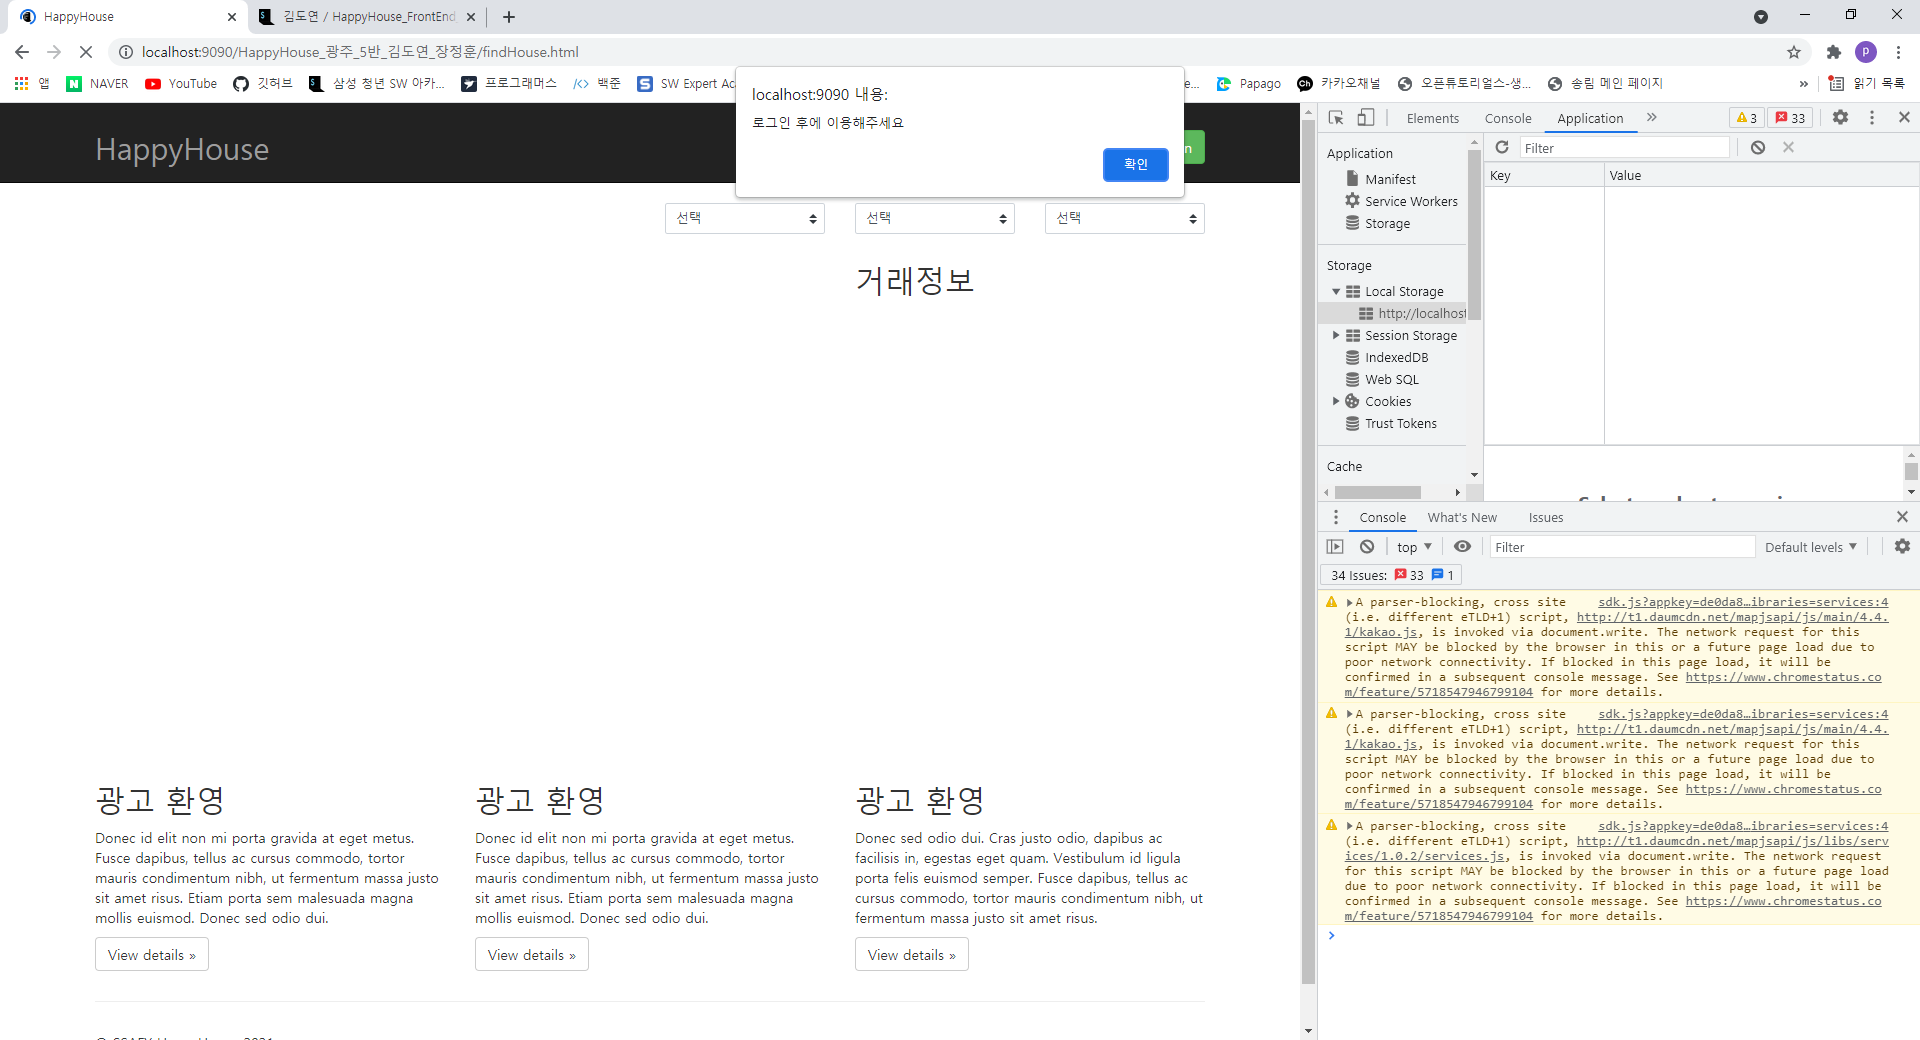 HappyHouse
김도연 / HappyHouse_FrontEnd
localhost:9090/HappyHouse_광주_5반_김도연_장정훈/findHouse.html
P
앱
NAVER
YouTube
깃허브
삼성 청년 SW 아카...
프로그래머스
백준
SW Expert Ac
e...
Papago
카카오채널
오픈튜토리얼스-생...
송림 메인 페이지
»
읽기 목록
localhost:9090 내용:
로그인 후에 이용해주세요
확인
HappyHouse
n
선택
선택
선택
거래정보
광고 환영
Donec id elit non mi porta gravida at eget metus.
Fusce dapibus, tellus ac cursus commodo, tortor
mauris condimentum nibh, ut fermentum massa justo
sit amet risus. Etiam porta sem malesuada magna
mollis euismod. Donec sed odio dui.
View details »
광고 환영
Donec id elit non mi porta gravida at eget metus.
Fusce dapibus, tellus ac cursus commodo, tortor
mauris condimentum nibh, ut fermentum massa justo
sit amet risus. Etiam porta sem malesuada magna
mollis euismod. Donec sed odio dui.
View details »
광고 환영
Donec sed odio dui. Cras justo odio, dapibus ac
facilisis in, egestas eget quam. Vestibulum id ligula
porta felis euismod semper. Fusce dapibus, tellus ac
cursus commodo, tortor mauris condimentum nibh, ut
fermentum massa justo sit amet risus.
View details »
Elements
Console
Application
»
3
33
Application
Manifest
Service Workers
Storage
Storage
Local Storage
http://localhost
Session Storage
IndexedDB
Web SQL
Cookies
Trust Tokens
Cache
Filter
Key
Value
Console
What's New
Issues
top
Filter
Default levels
34 Issues: 33 1
A parser-blocking, cross site sdk.js?appkey=de0da8…ibraries=services:4
(i.e. different eTLD+1) script, http://t1.daumcdn.net/mapjsapi/js/main/4.4.
1/kakao.js, is invoked via document.write. The network request for this
script MAY be blocked by the browser in this or a future page load due to
poor network connectivity. If blocked in this page load, it will be
confirmed in a subsequent console message. See https://www.chromestatus.co
m/feature/5718547946799104 for more details.
A parser-blocking, cross site sdk.js?appkey=de0da8…ibraries=services:4
(i.e. different eTLD+1) script, http://t1.daumcdn.net/mapjsapi/js/main/4.4.
1/kakao.js, is invoked via document.write. The network request for this
script MAY be blocked by the browser in this or a future page load due to
poor network connectivity. If blocked in this page load, it will be
confirmed in a subsequent console message. See https://www.chromestatus.co
m/feature/5718547946799104 for more details.
A parser-blocking, cross site sdk.js?appkey=de0da8…ibraries=services:4
(i.e. different eTLD+1) script, http://t1.daumcdn.net/mapjsapi/js/libs/serv
ices/1.0.2/services.js, is invoked via document.write. The network request
for this script MAY be blocked by the browser in this or a future page load
due to poor network connectivity. If blocked in this page load, it will be
confirmed in a subsequent console message. See https://www.chromestatus.co
m/feature/5718547946799104 for more details.